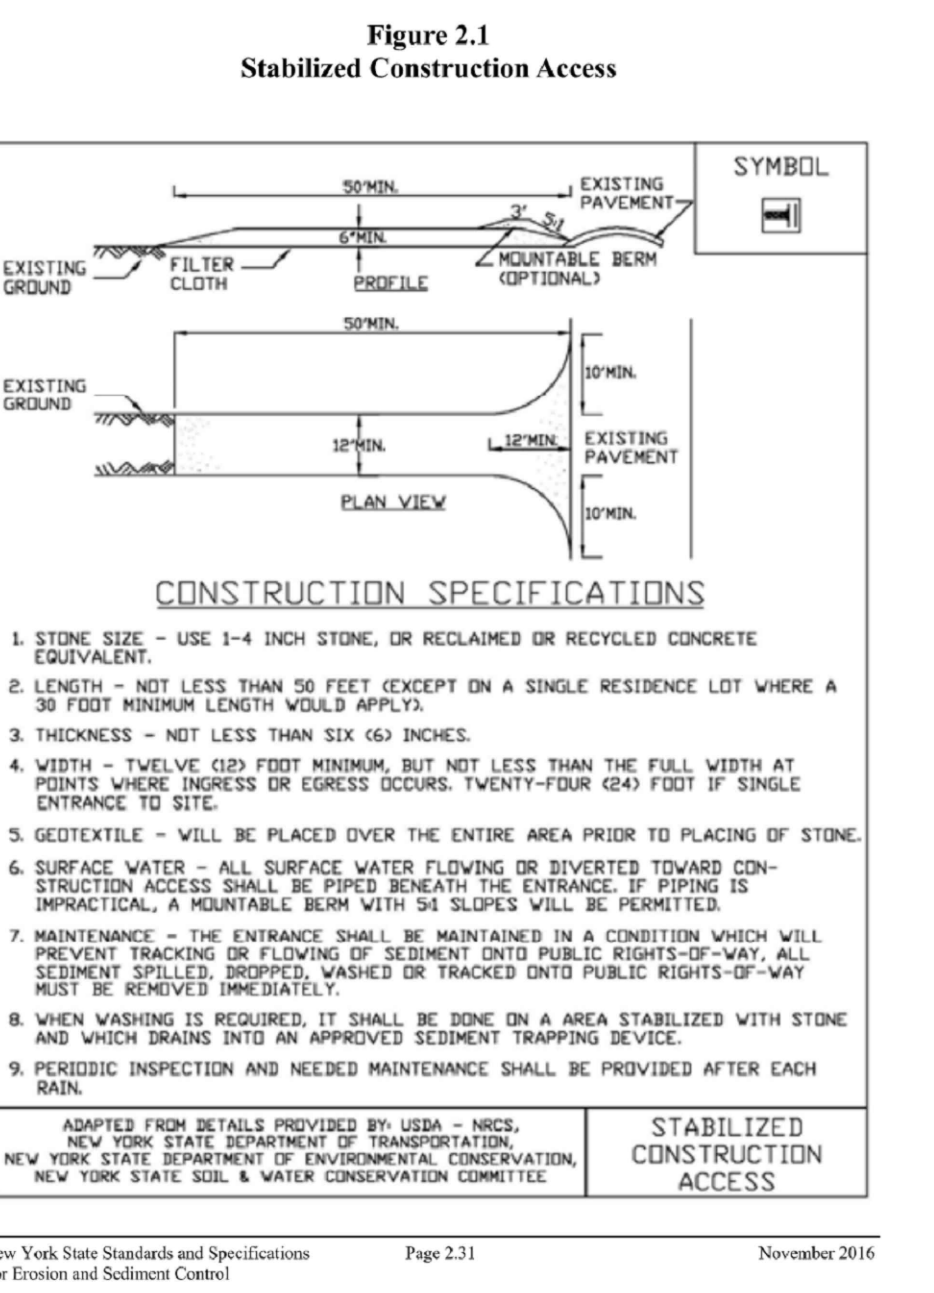 Figure 2.1
Stabilized Construction Access
SYMBOL
50'MIN.
EXISTING
PAVEMENT
3'
5:1
6"MIN.
EXISTING
GROUND
FILTER
CLOTH
PROFILE
MOUNTABLE BERM
(OPTIONAL)
50'MIN.
10'MIN.
EXISTING
GROUND
12'MIN.
12'MIN.
EXISTING
PAVEMENT
PLAN VIEW
10'MIN.
CONSTRUCTION SPECIFICATIONS
1. STONE SIZE - USE 1-4 INCH STONE, OR RECLAIMED OR RECYCLED CONCRETE
EQUIVALENT.
2. LENGTH - NOT LESS THAN 50 FEET (EXCEPT ON A SINGLE RESIDENCE LOT WHERE A
30 FOOT MINIMUM LENGTH WOULD APPLY).
3. THICKNESS - NOT LESS THAN SIX (6) INCHES.
4. WIDTH - TWELVE (12) FOOT MINIMUM, BUT NOT LESS THAN THE FULL WIDTH AT
POINTS WHERE INGRESS OR EGRESS OCCURS. TWENTY-FOUR (24) FOOT IF SINGLE
ENTRANCE TO SITE.
5. GEOTEXTILE - WILL BE PLACED OVER THE ENTIRE AREA PRIOR TO PLACING OF STONE.
6. SURFACE WATER - ALL SURFACE WATER FLOWING OR DIVERTED TOWARD CON-
STRUCTION ACCESS SHALL BE PIPED BENEATH THE ENTRANCE. IF PIPING IS
IMPRACTICAL, A MOUNTABLE BERM WITH 5:1 SLOPES WILL BE PERMITTED.
7. MAINTENANCE - THE ENTRANCE SHALL BE MAINTAINED IN A CONDITION WHICH WILL
PREVENT TRACKING OR FLOWING OF SEDIMENT ONTO PUBLIC RIGHTS-OF-WAY, ALL
SEDIMENT SPILLED, DROPPED, WASHED OR TRACKED ONTO PUBLIC RIGHTS-OF-WAY
MUST BE REMOVED IMMEDIATELY.
8. WHEN WASHING IS REQUIRED, IT SHALL BE DONE ON A AREA STABILIZED WITH STONE
AND WHICH DRAINS INTO AN APPROVED SEDIMENT TRAPPING DEVICE.
9. PERIODIC INSPECTION AND NEEDED MAINTENANCE SHALL BE PROVIDED AFTER EACH
RAIN.
ADAPTED FROM DETAILS PROVIDED BY: USDA - NRCS,
NEW YORK STATE DEPARTMENT OF TRANSPORTATION,
NEW YORK STATE DEPARTMENT OF ENVIRONMENTAL CONSERVATION,
NEW YORK STATE SOIL & WATER CONSERVATION COMMITTEE
STABILIZED
CONSTRUCTION
ACCESS
ew York State Standards and Specifications
Page 2.31
November 2016
r Erosion and Sediment Control